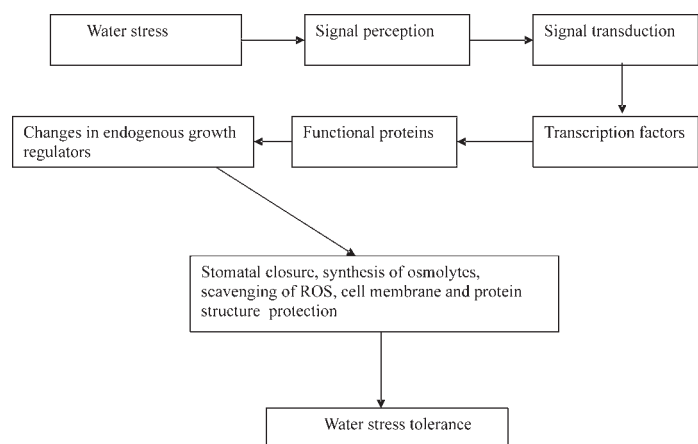 Water stress
Signal perception
Signal transduction
Transcription factors
Functional proteins
Changes in endogenous growth
regulators
Stomatal closure, synthesis of osmolytes,
scavenging of ROS, cell membrane and protein
structure protection
Water stress tolerance